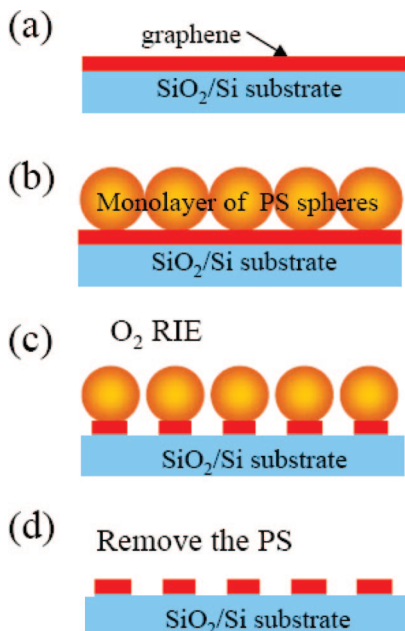 (a)
graphene
SiO₂/Si substrate
(b)
Monolayer of PS spheres
SiO₂/Si substrate
(c)
O₂ RIE
SiO₂/Si substrate
(d)
Remove the PS
SiO₂/Si substrate